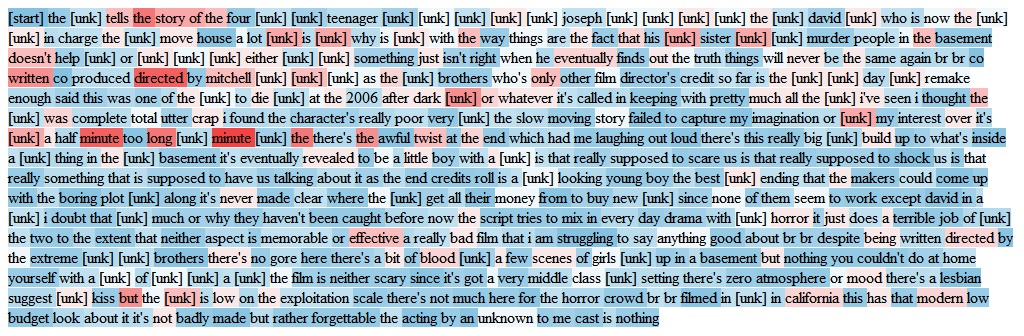 [start] the [unk] tells the story of the four [unk] [unk] teenager [unk] [unk] [unk] [unk] [unk] joseph [unk] [unk] [unk] [unk] the [unk] david [unk] who is now the [unk]
[unk] in charge the [unk] move house a lot [unk] is [unk] why is [unk] with the way things are the fact that his [unk] sister [unk] [unk] murder people in the basement
doesn't help [unk] or [unk] [unk] [unk] either [unk] [unk] something just isn't right when he eventually finds out the truth things will never be the same again br br co
written co produced directed by mitchell [unk] [unk] [unk] as the [unk] brothers who's only other film director's credit so far is the [unk] [unk] day [unk] remake
enough said this was one of the [unk] to die [unk] at the 2006 after dark [unk] or whatever it's called in keeping with pretty much all the [unk] i've seen i thought the
[unk] was complete total utter crap i found the character's really poor very [unk] the slow moving story failed to capture my imagination or [unk] my interest over it's
[unk] a half minute too long [unk] minute [unk] the there's the awful twist at the end which had me laughing out loud there's this really big [unk] build up to what's inside
a [unk] thing in the [unk] basement it's eventually revealed to be a little boy with a [unk] is that really supposed to scare us is that really supposed to shock us is that
really something that is supposed to have us talking about it as the end credits roll is a [unk] looking young boy the best [unk] ending that the makers could come up
with the boring plot [unk] along it's never made clear where the [unk] get all their money from to buy new [unk] since none of them seem to work except david in a
[unk] i doubt that [unk] much or why they haven't been caught before now the script tries to mix in every day drama with [unk] horror it just does a terrible job of [unk]
the two to the extent that neither aspect is memorable or effective a really bad film that i am struggling to say anything good about br br despite being written directed by
the extreme [unk] [unk] brothers there's no gore here there's a bit of blood [unk] a few scenes of girls [unk] up in a basement but nothing you couldn't do at home
yourself with a [unk] of [unk] [unk] a [unk] the film is neither scary since it's got a very middle class [unk] setting there's zero atmosphere or mood there's a lesbian
suggest [unk] kiss but the [unk] is low on the exploitation scale there's not much here for the horror crowd br br filmed in [unk] in california this has that modern low
budget look about it it's not badly made but rather forgettable the acting by an unknown to me cast is nothing